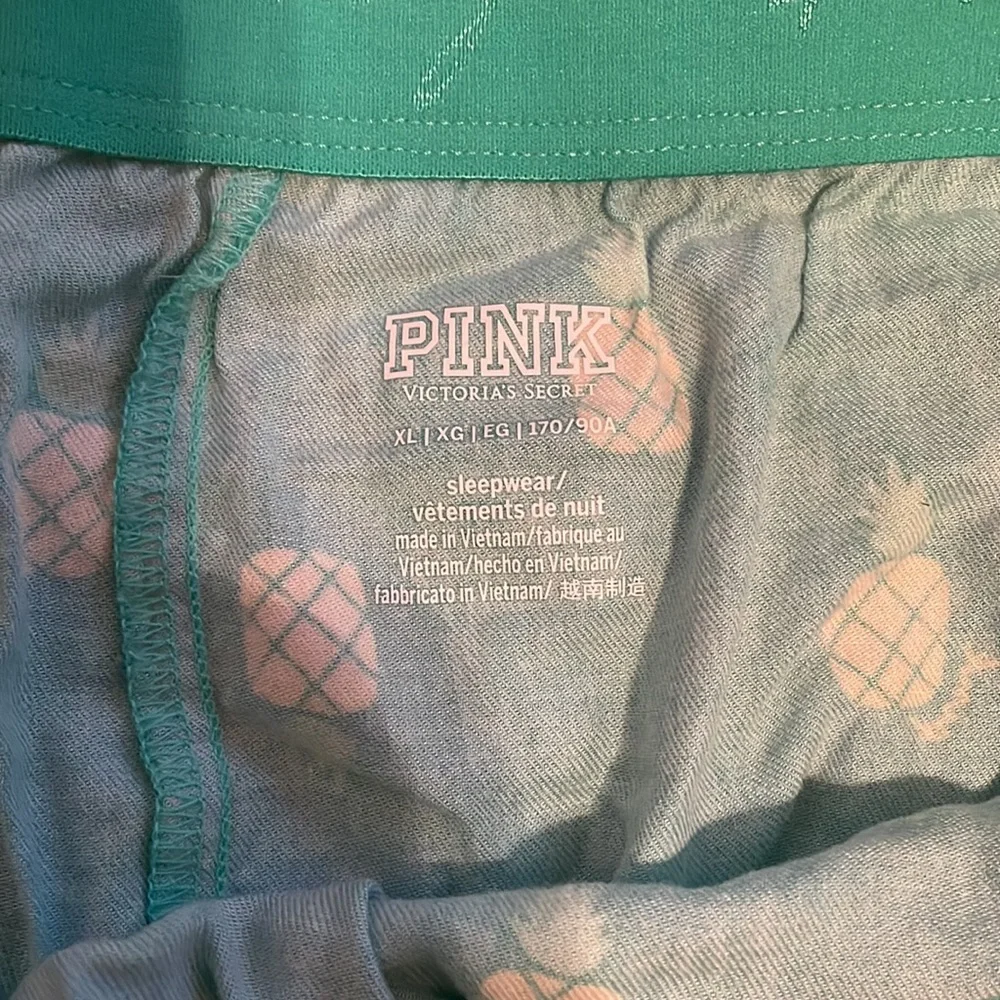 PINK
VICTORIA'S SECRET
XL | XG | EG | 170/90A
sleepwear/
vêtements de nuit
made in Vietnam/fabrique au
Vietnam/hecho en Vietnam/
fabbricato in Vietnam/ 越南制造